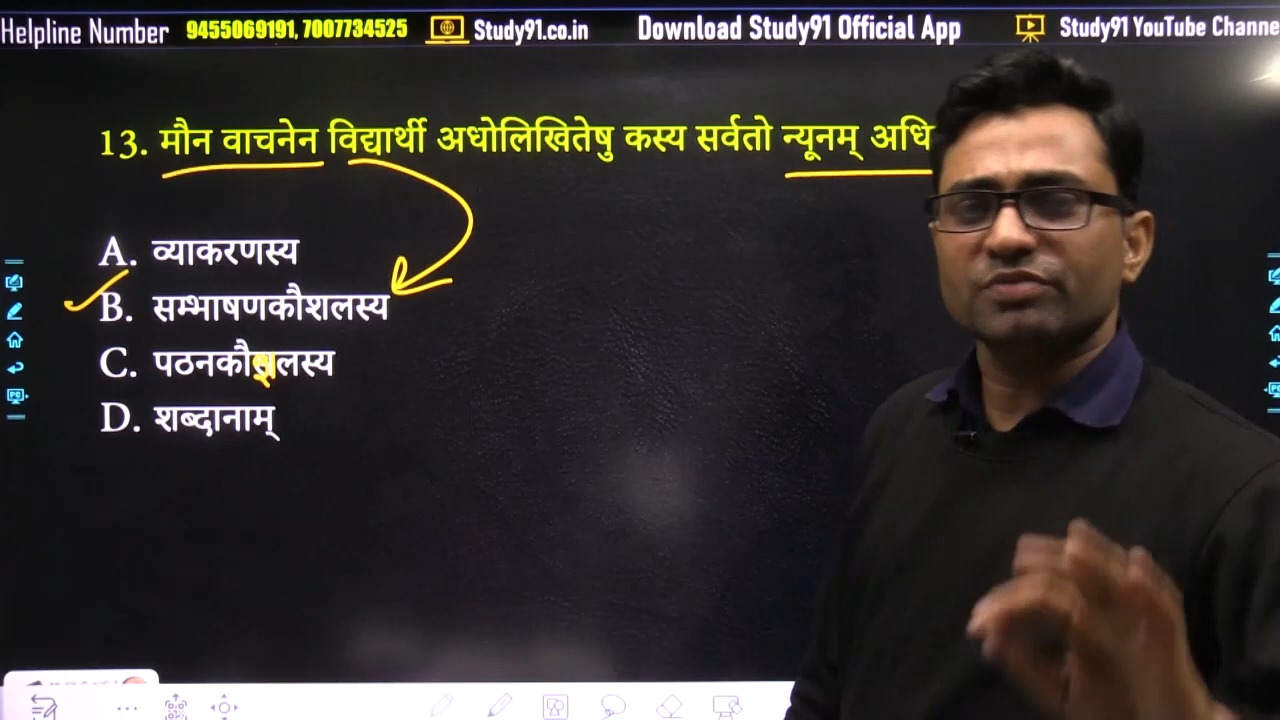 Helpline Number 9455069191, 7007734525 Study91.co.in Download Study91 Official App Study91 YouTube Channe
13. मौन वाचनेन विद्यार्थी अधोलिखितेषु कस्य सर्वतो न्यूनम् अधि
A. व्याकरणस्य
B. सम्भाषणकौशलस्य
C. पठनकौशलस्य
D. शब्दानाम्